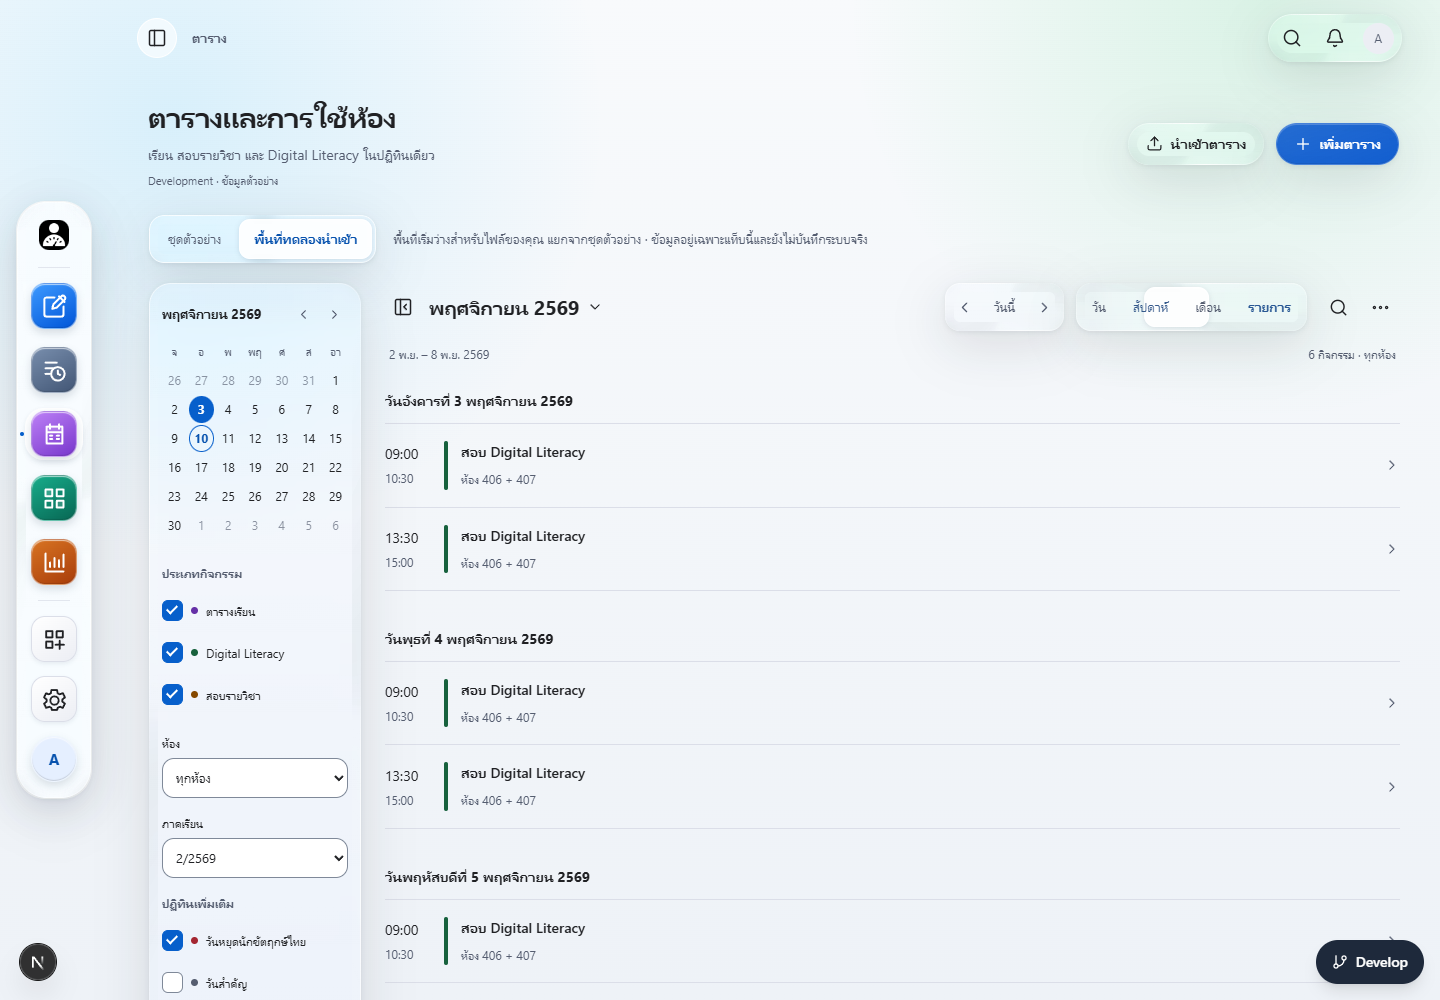 ตาราง
A
ตารางและการใช้ห้อง
เรียน สอบรายวิชา และ Digital Literacy ในปฏิทินเดียว
Development · ข้อมูลตัวอย่าง
นำเข้าตาราง
เพิ่มตาราง
ชุดตัวอย่าง
พื้นที่ทดลองนำเข้า
พื้นที่เริ่มว่างสำหรับไฟล์ของคุณ แยกจากชุดตัวอย่าง · ข้อมูลอยู่เฉพาะแท็บนี้และยังไม่บันทึกระบบจริง
พฤศจิกายน 2569
จ อ พ พฤ ศ ส อา
26 27 28 29 30 31 1
2 3 4 5 6 7 8
9 10 11 12 13 14 15
16 17 18 19 20 21 22
23 24 25 26 27 28 29
30 1 2 3 4 5 6
ประเภทกิจกรรม
ตารางเรียน
Digital Literacy
สอบรายวิชา
ห้อง
ทุกห้อง
ภาคเรียน
2/2569
ปฏิทินเพิ่มเติม
วันหยุดนักขัตฤกษ์ไทย
วันสำคัญ
A
N
พฤศจิกายน 2569
วันนี้
วัน สัปดาห์ เดือน รายการ
2 พ.ย. – 8 พ.ย. 2569
6 กิจกรรม · ทุกห้อง
วันอังคารที่ 3 พฤศจิกายน 2569
09:00 สอบ Digital Literacy
10:30 ห้อง 406 + 407
13:30 สอบ Digital Literacy
15:00 ห้อง 406 + 407
วันพุธที่ 4 พฤศจิกายน 2569
09:00 สอบ Digital Literacy
10:30 ห้อง 406 + 407
13:30 สอบ Digital Literacy
15:00 ห้อง 406 + 407
วันพฤหัสบดีที่ 5 พฤศจิกายน 2569
09:00 สอบ Digital Literacy
10:30 ห้อง 406 + 407
Develop